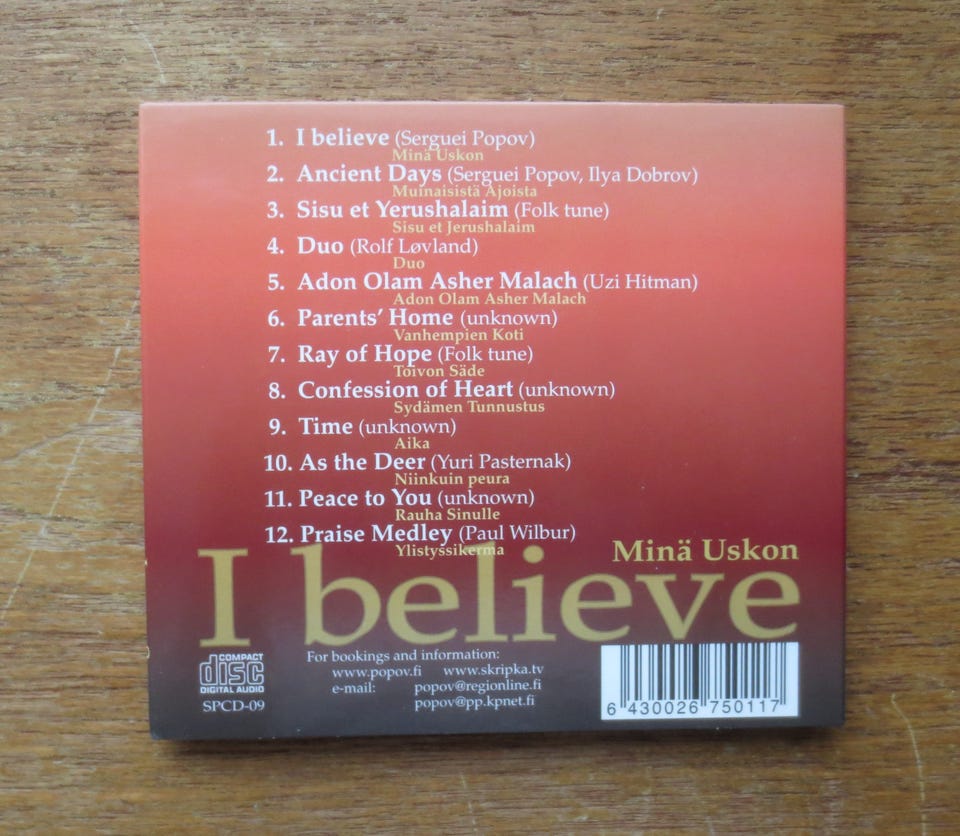 1. I believe (Serguei Popov)
Minä Uskon
2. Ancient Days (Serguei Popov, Ilya Dobrov)
Muinaisistä Ajoista
3. Sisu et Yerushalaim (Folk tune)
Sisu et Jerushalaim
4. Duo (Rolf Løvland)
Duo
5. Adon Olam Asher Malach (Uzi Hitman)
Adon Olam Asher Malach
6. Parents' Home (unknown)
Vanhempien Koti
7. Ray of Hope (Folk tune)
Toivon Säde
8. Confession of Heart (unknown)
Sydämen Tunnustus
9. Time (unknown)
Aika
10. As the Deer (Yuri Pasternak)
Niinkuin peura
11. Peace to You (unknown)
Rauha Sinulle
12. Praise Medley (Paul Wilbur)
Ylistyssikermä
Minä Uskon
I believe
COMPACT
disc
DIGITAL AUDIO
SPCD-09
For bookings and information:
www.popov.fi www.skripka.tv
e-mail: popov@regionline.fi
popov@pp.kpnet.fi
6 430026 750117